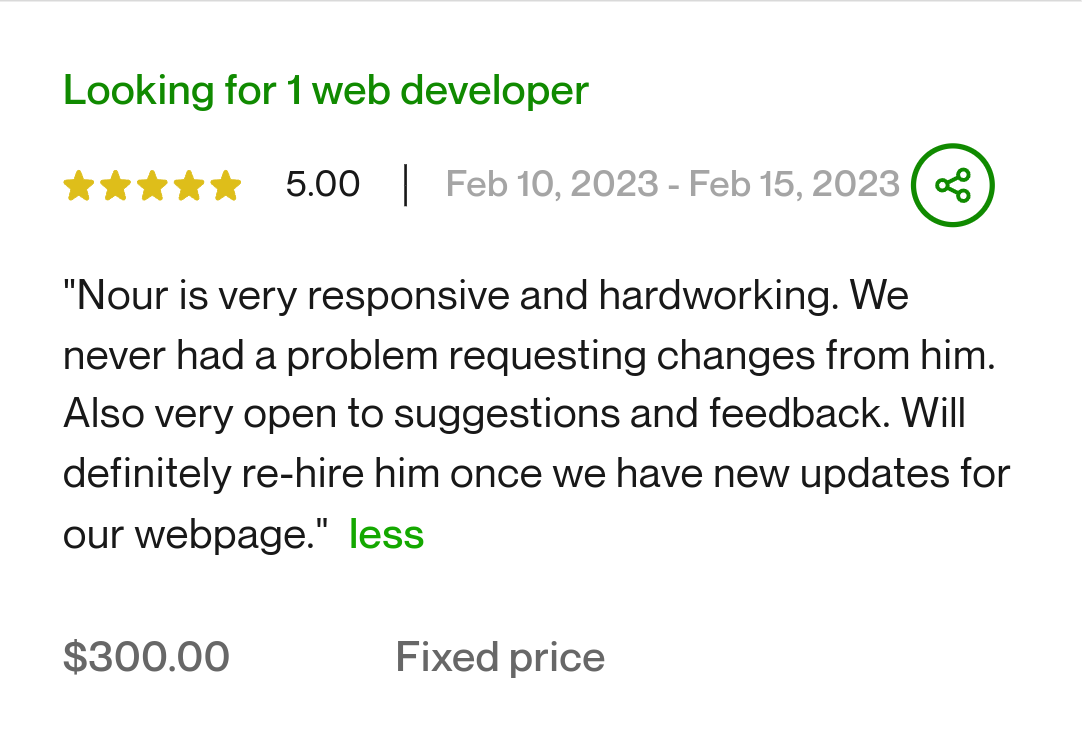 Looking for 1 web developer
5.00 | Feb 10, 2023 - Feb 15, 2023
"Nour is very responsive and hardworking. We
never had a problem requesting changes from him.
Also very open to suggestions and feedback. Will
definitely re-hire him once we have new updates for
our webpage." less
$300.00 Fixed price